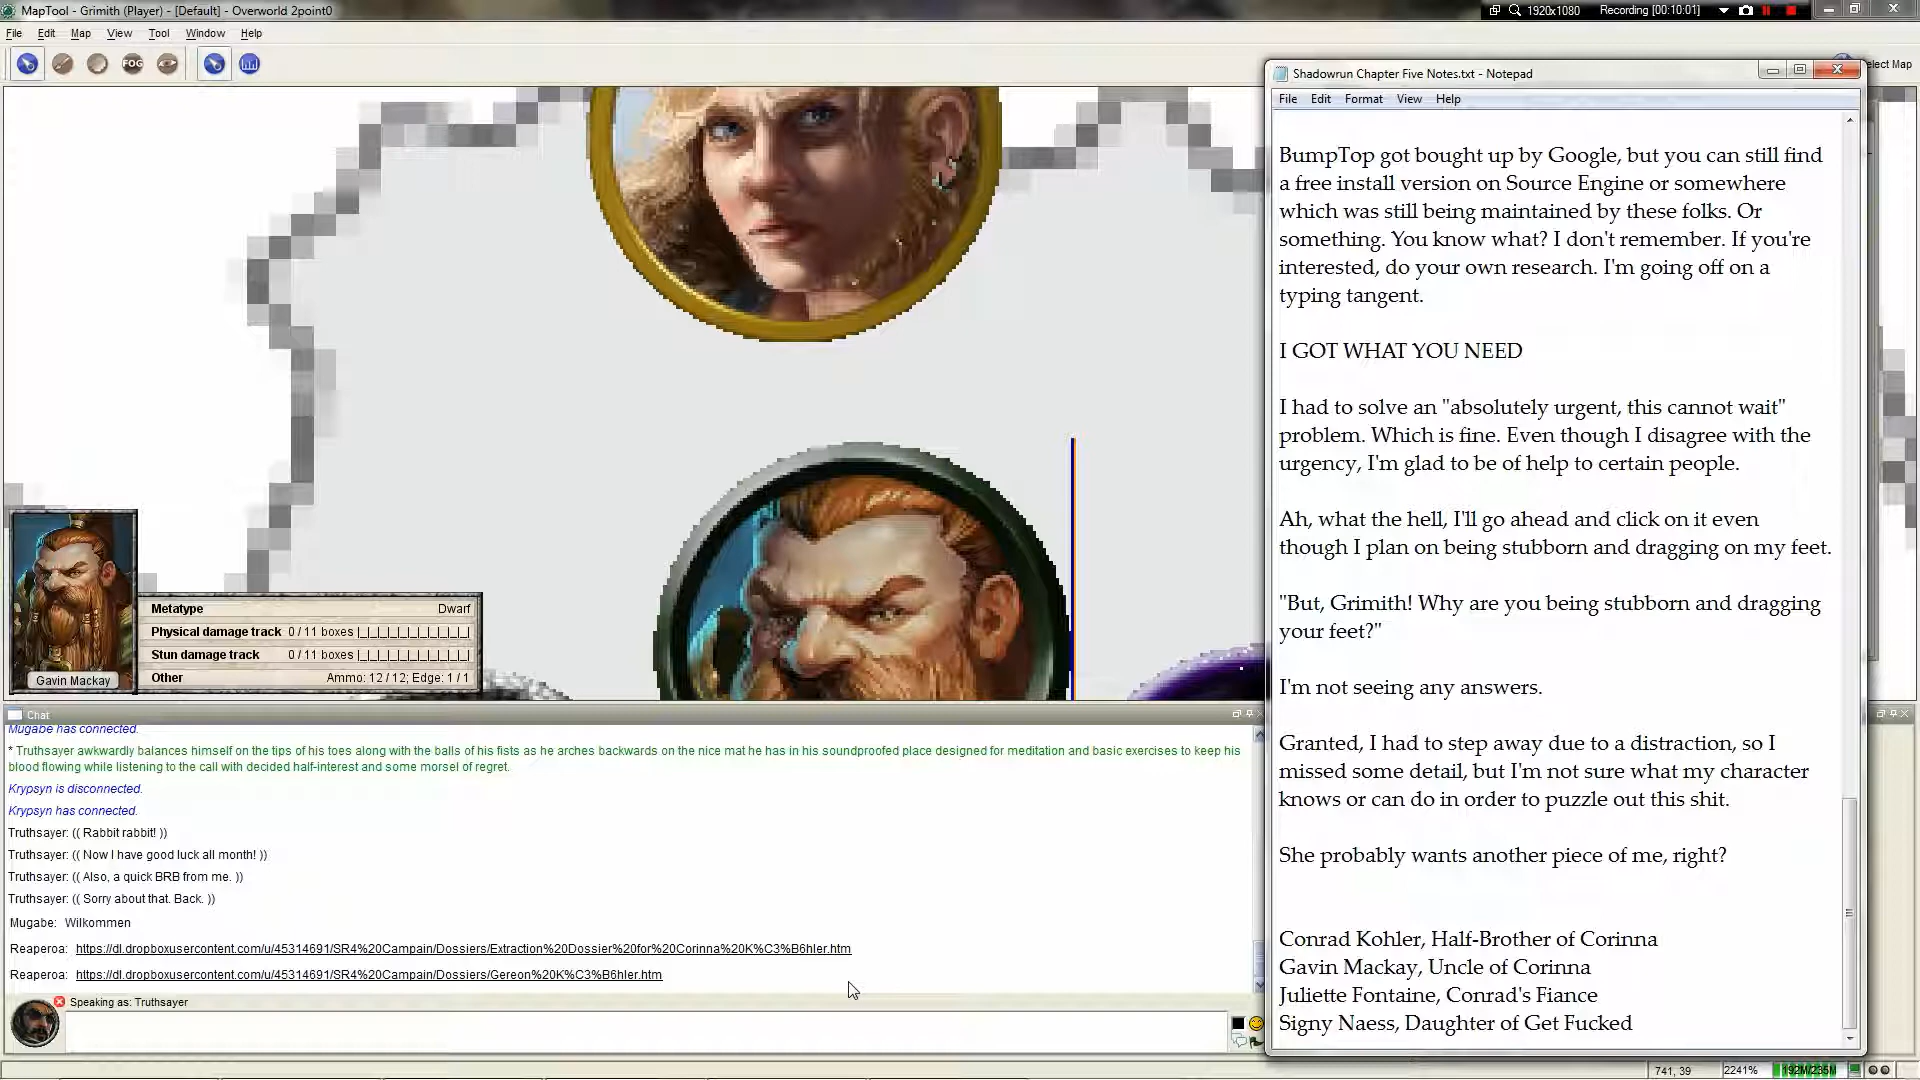 MapTool - Grimith (Player) - [Default] - Overworld 2point0
1920x1080
Recording [00:10:01)
File Edit Map View Tool Window Help
FOG
elect Map
Metatype Dwarf
Physical damage track 0 / 11 boxes
Stun damage track 0 / 11 boxes
Other Ammo: 12 / 12; Edge: 1 / 1
Gavin Mackay
Chat
Mugabe has connected.
* Truthsayer awkwardly balances himself on the tips of his toes along with the balls of his fists as he arches backwards on the nice mat he has in his soundproofed place designed for meditation and basic exercises to keep his
blood flowing while listening to the call with decided half-interest and some morsel of regret.
Krypsyn is disconnected.
Krypsyn has connected.
Truthsayer: (( Rabbit rabbit! ))
Truthsayer: (( Now I have good luck all month! ))
Truthsayer: (( Also, a quick BRB from me. ))
Truthsayer: (( Sorry about that. Back. ))
Mugabe: Wilkommen
Reaperoa: https://dl.dropboxusercontent.com/u/45314691/SR4%20Campain/Dossiers/Extraction%20Dossier%20for%20Corinna%20K%C3%B6hler.htm
Reaperoa: https://dl.dropboxusercontent.com/u/45314691/SR4%20Campain/Dossiers/Gereon%20K%C3%B6hler.htm
Speaking as: Truthsayer
Shadowrun Chapter Five Notes.txt - Notepad
File Edit Format View Help
BumpTop got bought up by Google, but you can still find
a free install version on Source Engine or somewhere
which was still being maintained by these folks. Or
something. You know what? I don't remember. If you're
interested, do your own research. I'm going off on a
typing tangent.
I GOT WHAT YOU NEED
I had to solve an "absolutely urgent, this cannot wait"
problem. Which is fine. Even though I disagree with the
urgency, I'm glad to be of help to certain people.
Ah, what the hell, I'll go ahead and click on it even
though I plan on being stubborn and dragging on my feet.
"But, Grimith! Why are you being stubborn and dragging
your feet?"
I'm not seeing any answers.
Granted, I had to step away due to a distraction, so I
missed some detail, but I'm not sure what my character
knows or can do in order to puzzle out this shit.
She probably wants another piece of me, right?
Conrad Kohler, Half-Brother of Corinna
Gavin Mackay, Uncle of Corinna
Juliette Fontaine, Conrad's Fiance
Signy Naess, Daughter of Get Fucked
741, 39
2241%
192M/235M